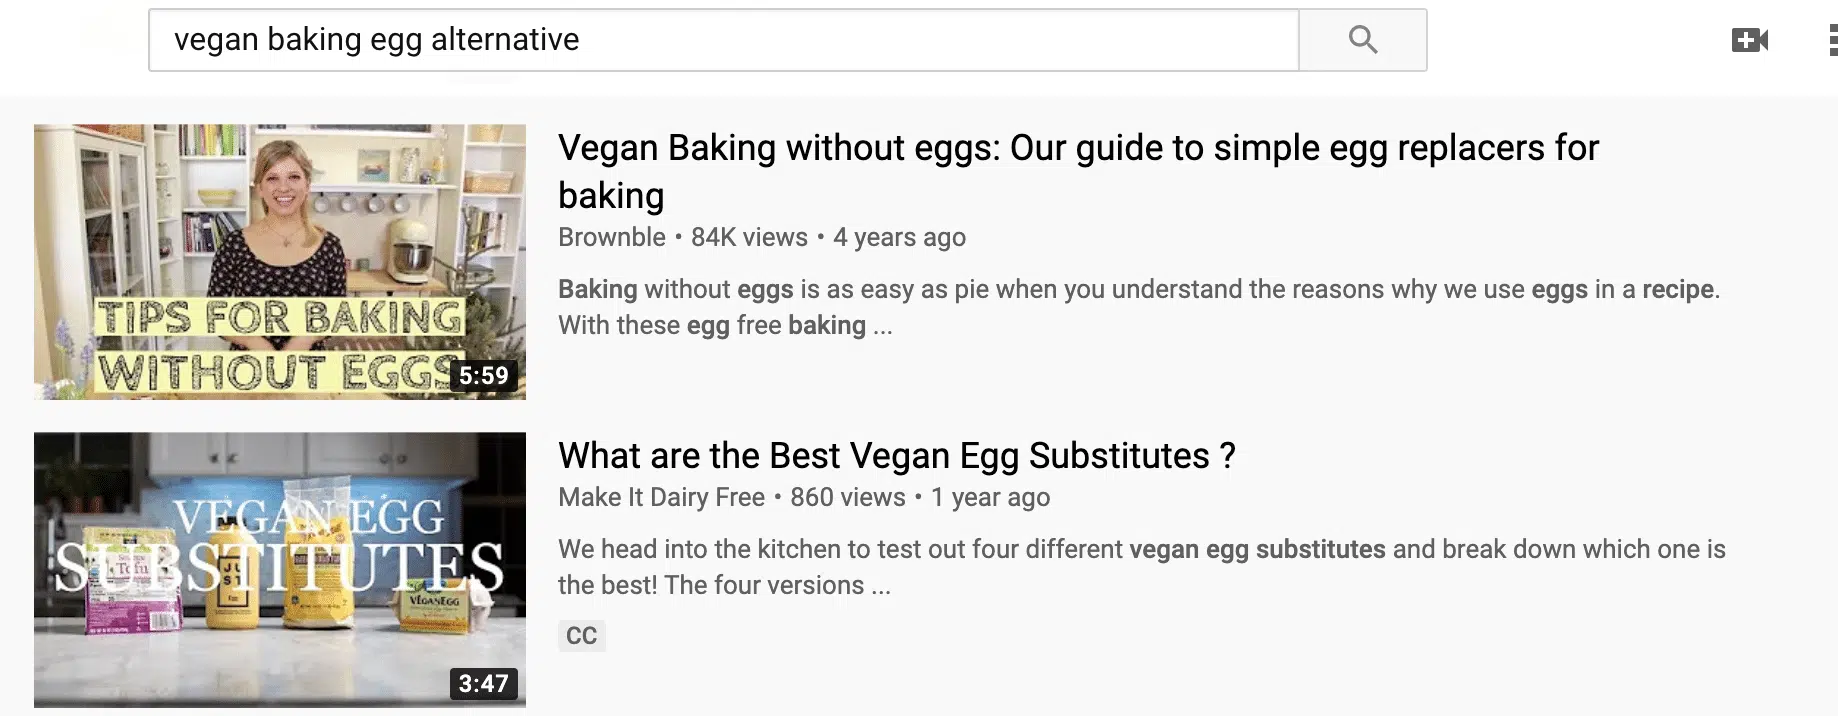 vegan baking egg alternative
TIPS FOR BAKING
WITHOUT EGGS
5:59
Vegan Baking without eggs: Our guide to simple egg replacers for
baking
Brownble • 84K views • 4 years ago
Baking without eggs is as easy as pie when you understand the reasons why we use eggs in a recipe.
With these egg free baking ...
VEGAN EGG
SUBSTITUTES
Tofu
JUST
VEGANEGG
3:47
What are the Best Vegan Egg Substitutes ?
Make It Dairy Free • 860 views • 1 year ago
We head into the kitchen to test out four different vegan egg substitutes and break down which one is
the best! The four versions ...
CC